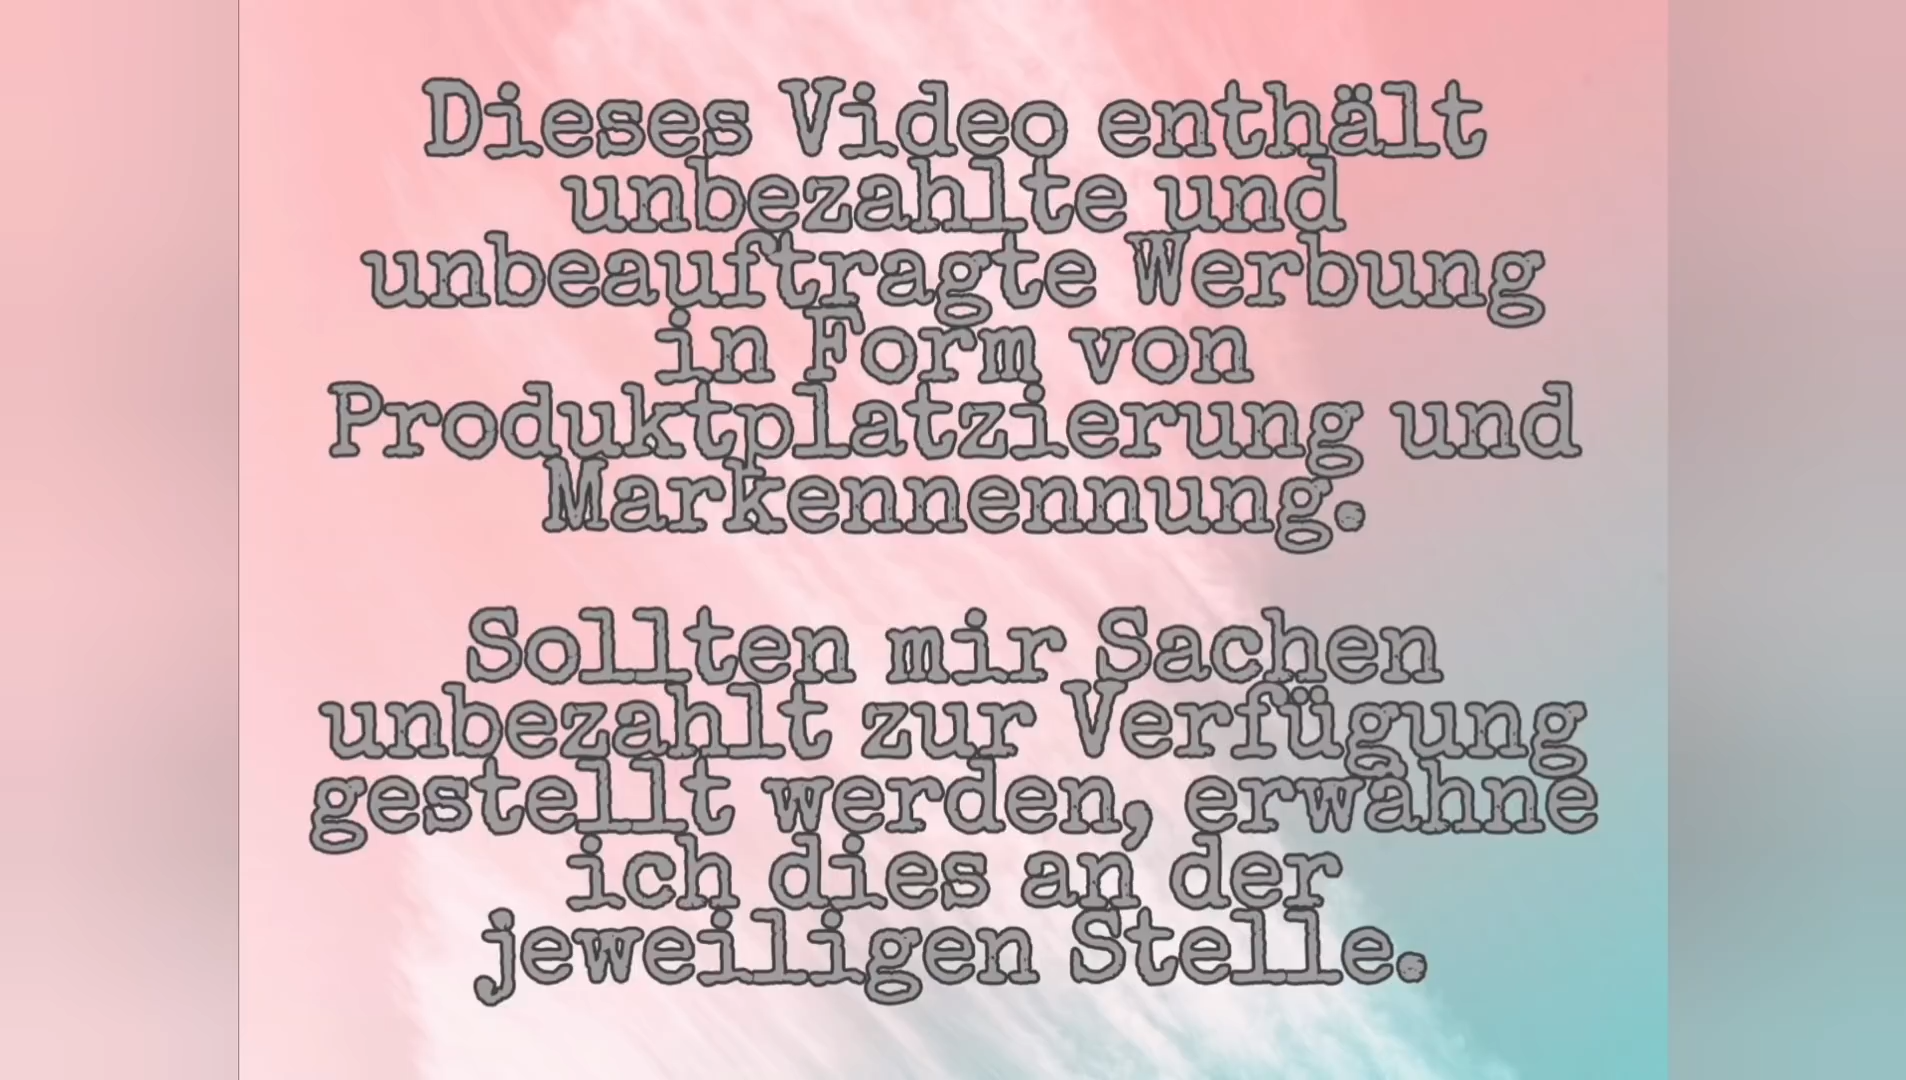 Dieses Video enthält
unbezahlte und
unbeauftragte Werbung
in Form von
Produktplatzierung und
Markennennung.
Sollten mir Sachen
unbezahlt zur Verfügung
gestellt werden, erwähne
ich dies an der
jeweiligen Stelle.